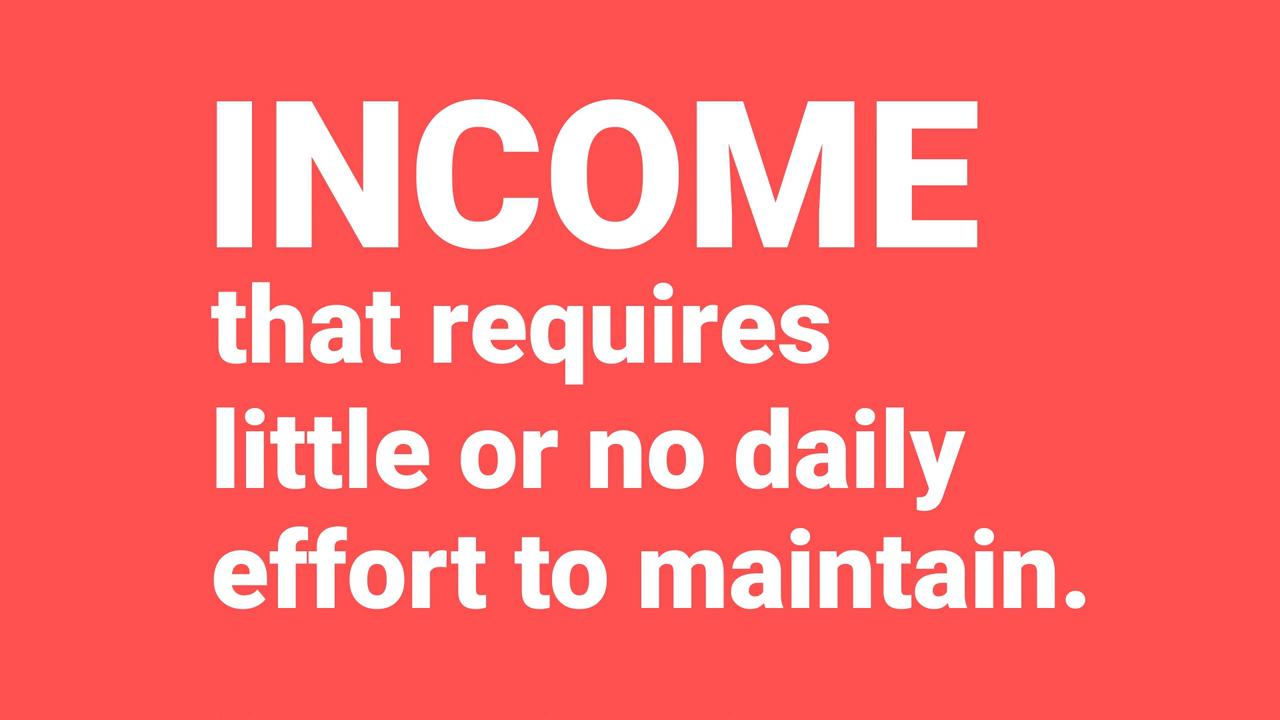 INCOME
that requires
little or no daily
effort to maintain.